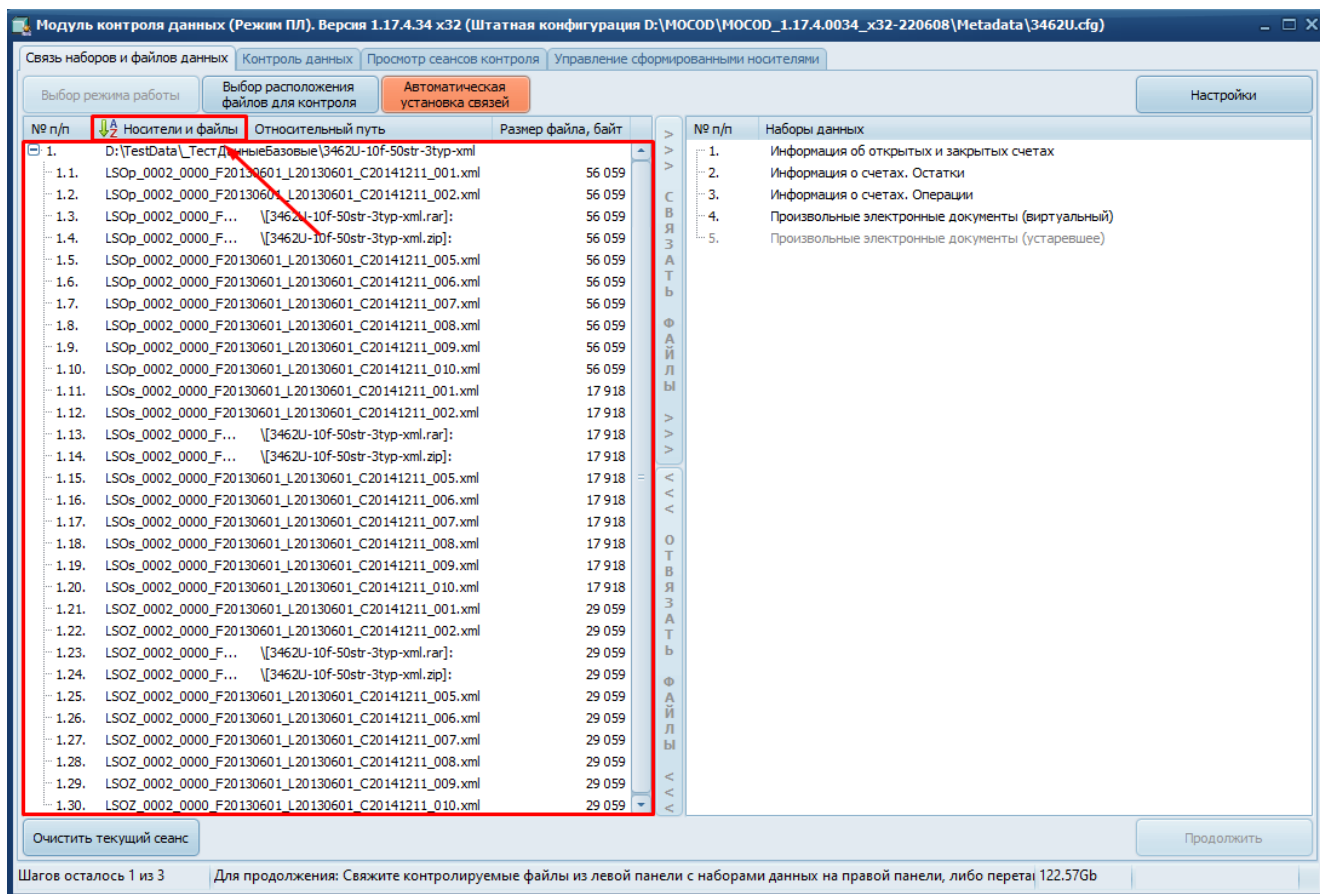 Модуль контроля данных (Режим ПЛ). Версия 1.17.4.34 x32 (Штатная конфигурация D:\MOCOD\MOCOD_1.17.4.0034_x32-220608\Metadata\3462U.cfg)
Связь наборов и файлов данных Контроль данных Просмотр сеансов контроля Управление сформированными носителями
Выбор режима работы Выбор расположения файлов для контроля Автоматическая установка связей Настройки
№ п/п Носители и файлы Относительный путь Размер файла, байт
1. D:\TestData\_ТестДанныеБазовые\3462U-10f-50str-3typ-xml
1.1. LSOp_0002_0000_F20130601_L20130601_C20141211_001.xml 56 059
1.2. LSOp_0002_0000_F20130601_L20130601_C20141211_002.xml 56 059
1.3. LSOp_0002_0000_F... \[3462U-10f-50str-3typ-xml.rar]: 56 059
1.4. LSOp_0002_0000_F... \[3462U-10f-50str-3typ-xml.zip]: 56 059
1.5. LSOp_0002_0000_F20130601_L20130601_C20141211_005.xml 56 059
1.6. LSOp_0002_0000_F20130601_L20130601_C20141211_006.xml 56 059
1.7. LSOp_0002_0000_F20130601_L20130601_C20141211_007.xml 56 059
1.8. LSOp_0002_0000_F20130601_L20130601_C20141211_008.xml 56 059
1.9. LSOp_0002_0000_F20130601_L20130601_C20141211_009.xml 56 059
1.10. LSOp_0002_0000_F20130601_L20130601_C20141211_010.xml 56 059
1.11. LSOs_0002_0000_F20130601_L20130601_C20141211_001.xml 17 918
1.12. LSOs_0002_0000_F20130601_L20130601_C20141211_002.xml 17 918
1.13. LSOs_0002_0000_F... \[3462U-10f-50str-3typ-xml.rar]: 17 918
1.14. LSOs_0002_0000_F... \[3462U-10f-50str-3typ-xml.zip]: 17 918
1.15. LSOs_0002_0000_F20130601_L20130601_C20141211_005.xml 17 918
1.16. LSOs_0002_0000_F20130601_L20130601_C20141211_006.xml 17 918
1.17. LSOs_0002_0000_F20130601_L20130601_C20141211_007.xml 17 918
1.18. LSOs_0002_0000_F20130601_L20130601_C20141211_008.xml 17 918
1.19. LSOs_0002_0000_F20130601_L20130601_C20141211_009.xml 17 918
1.20. LSOs_0002_0000_F20130601_L20130601_C20141211_010.xml 17 918
1.21. LSOZ_0002_0000_F20130601_L20130601_C20141211_001.xml 29 059
1.22. LSOZ_0002_0000_F20130601_L20130601_C20141211_002.xml 29 059
1.23. LSOZ_0002_0000_F... \[3462U-10f-50str-3typ-xml.rar]: 29 059
1.24. LSOZ_0002_0000_F... \[3462U-10f-50str-3typ-xml.zip]: 29 059
1.25. LSOZ_0002_0000_F20130601_L20130601_C20141211_005.xml 29 059
1.26. LSOZ_0002_0000_F20130601_L20130601_C20141211_006.xml 29 059
1.27. LSOZ_0002_0000_F20130601_L20130601_C20141211_007.xml 29 059
1.28. LSOZ_0002_0000_F20130601_L20130601_C20141211_008.xml 29 059
1.29. LSOZ_0002_0000_F20130601_L20130601_C20141211_009.xml 29 059
1.30. LSOZ_0002_0000_F20130601_L20130601_C20141211_010.xml 29 059
> > > СВЯЗАТЬ ФАЙЛЫ > > >
< < < ОТВЯЗАТЬ ФАЙЛЫ < < <
№ п/п Наборы данных
1. Информация об открытых и закрытых счетах
2. Информация о счетах. Остатки
3. Информация о счетах. Операции
4. Произвольные электронные документы (виртуальный)
5. Произвольные электронные документы (устаревшее)
Очистить текущий сеанс Продолжить
Шагов осталось 1 из 3 Для продолжения: Свяжите контролируемые файлы из левой панели с наборами данных на правой панели, либо перета 122.57Gb